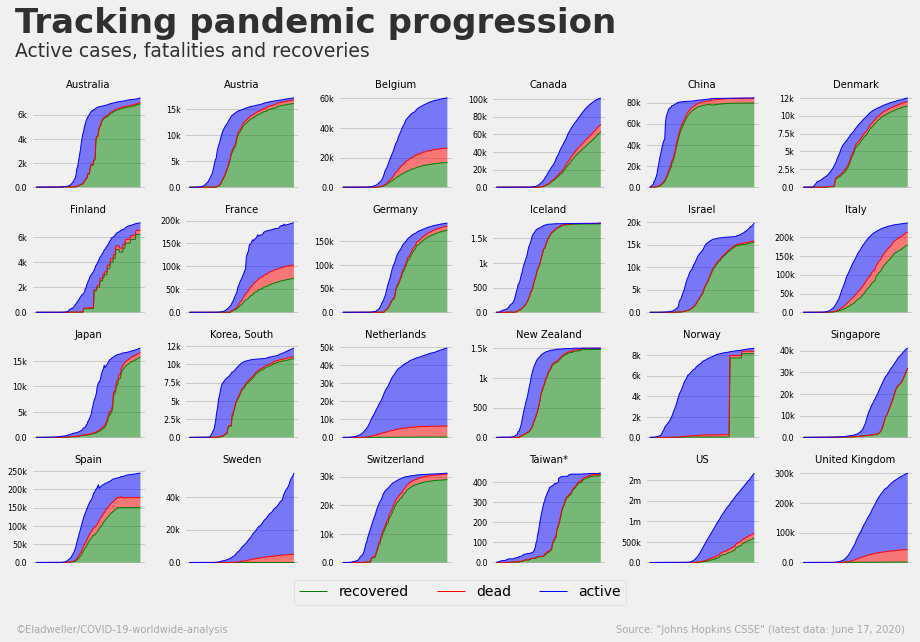 Tracking pandemic progression
Active cases, fatalities and recoveries
Australia Austria Belgium Canada China Denmark
6k
4k
2k
0.0
15k
10k
5k
0.0
60k
40k
20k
0.0
100k
80k
60k
40k
20k
0.0
80k
60k
40k
20k
0.0
12k
10k
7.5k
5k
2.5k
0.0
Finland France Germany Iceland Israel Italy
6k
4k
2k
0.0
200k
150k
100k
50k
0.0
150k
100k
50k
0.0
1.5k
1k
500
0.0
20k
15k
10k
5k
0.0
200k
150k
100k
50k
0.0
Japan Korea, South Netherlands New Zealand Norway Singapore
15k
10k
5k
0.0
12k
10k
7.5k
5k
2.5k
0.0
50k
40k
30k
20k
10k
0.0
1.5k
1k
500
0.0
8k
6k
4k
2k
0.0
40k
30k
20k
10k
0.0
Spain Sweden Switzerland Taiwan* US United Kingdom
250k
200k
150k
100k
50k
0.0
40k
20k
0.0
30k
20k
10k
0.0
400
300
200
100
0.0
2m
2m
1m
500k
0.0
300k
200k
100k
0.0
recovered dead active
©Eladweller/COVID-19-worldwide-analysis
Source: "Johns Hopkins CSSE" (latest data: June 17, 2020)